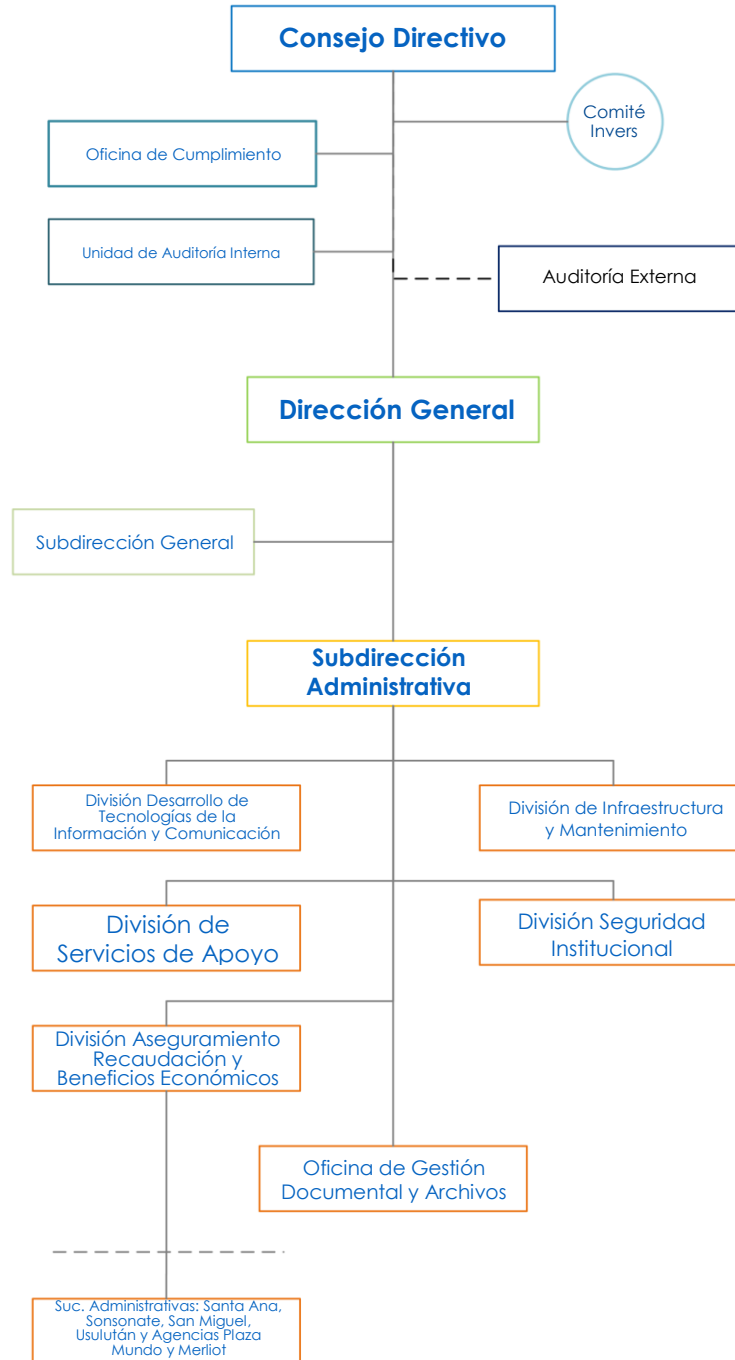 Consejo Directivo
Comité
Invers
Oficina de Cumplimiento
Unidad de Auditoría Interna
Auditoría Externa
Dirección General
Subdirección General
Subdirección
Administrativa
División Desarrollo de
Tecnologías de la
Información y Comunicación
División de Infraestructura
y Mantenimiento
División de
Servicios de Apoyo
División Seguridad
Institucional
División Aseguramiento
Recaudación y
Beneficios Económicos
Oficina de Gestión
Documental y Archivos
Suc. Administrativas: Santa Ana,
Sonsonate, San Miguel,
Usulután y Agencias Plaza
Mundo y Merliot